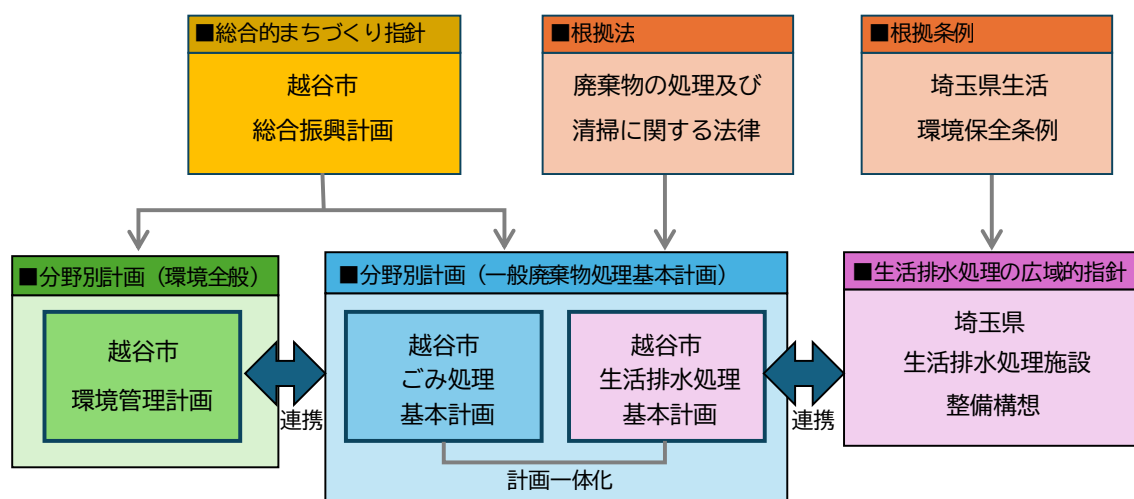 ■総合的まちづくり指針
越谷市
総合振興計画
■根拠法
廃棄物の処理及び
清掃に関する法律
■根拠条例
埼玉県生活
環境保全条例
■分野別計画（環境全般）
越谷市
環境管理計画
連携
■分野別計画（一般廃棄物処理基本計画）
越谷市
ごみ処理
基本計画
越谷市
生活排水処理
基本計画
計画一体化
連携
■生活排水処理の広域的指針
埼玉県
生活排水処理施設
整備構想